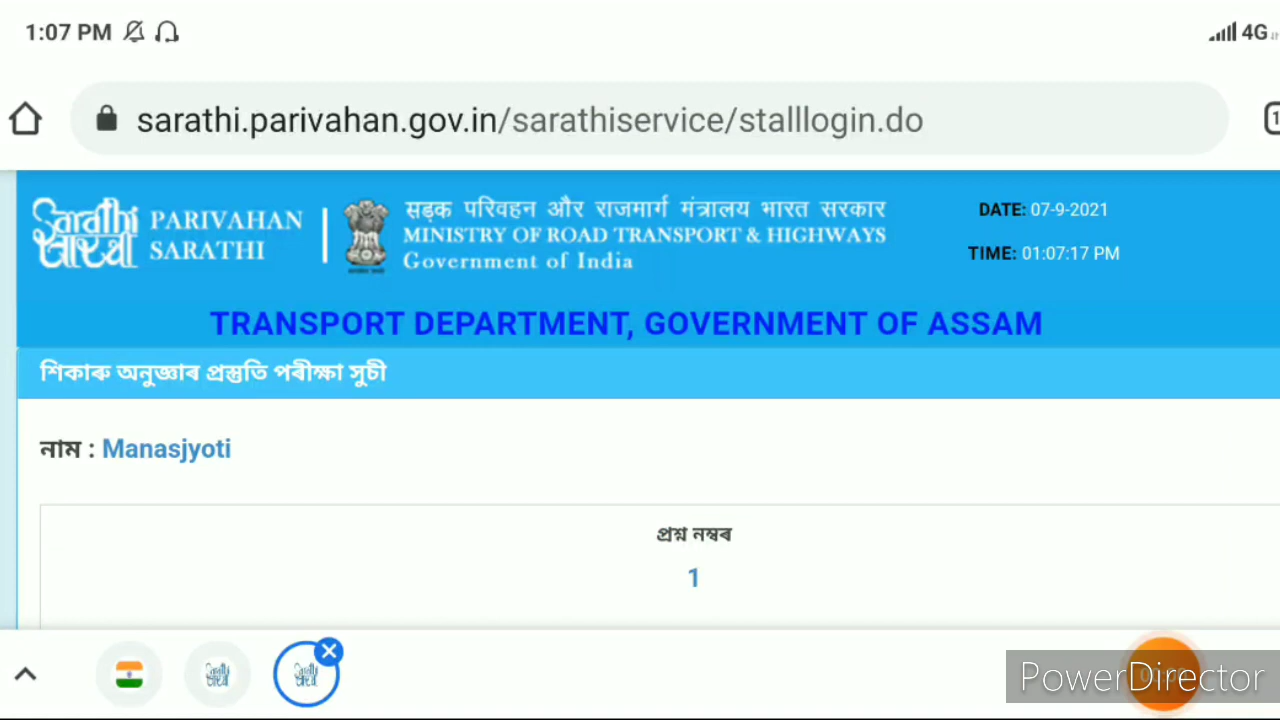 1:07 PM
4G
sarathi.parivahan.gov.in/sarathiservice/stalllogin.do
1
Sarathi
सारथी
PARIVAHAN
SARATHI
सड़क परिवहन और राजमार्ग मंत्रालय भारत सरकार
MINISTRY OF ROAD TRANSPORT & HIGHWAYS
Government of India
DATE: 07-9-2021
TIME: 01:07:17 PM
TRANSPORT DEPARTMENT, GOVERNMENT OF ASSAM
শিকাৰু অনুজ্ঞাৰ প্ৰস্তুতি পৰীক্ষা সুচী
নাম : Manasjyoti
প্ৰশ্ন নম্বৰ
1
PowerDirector